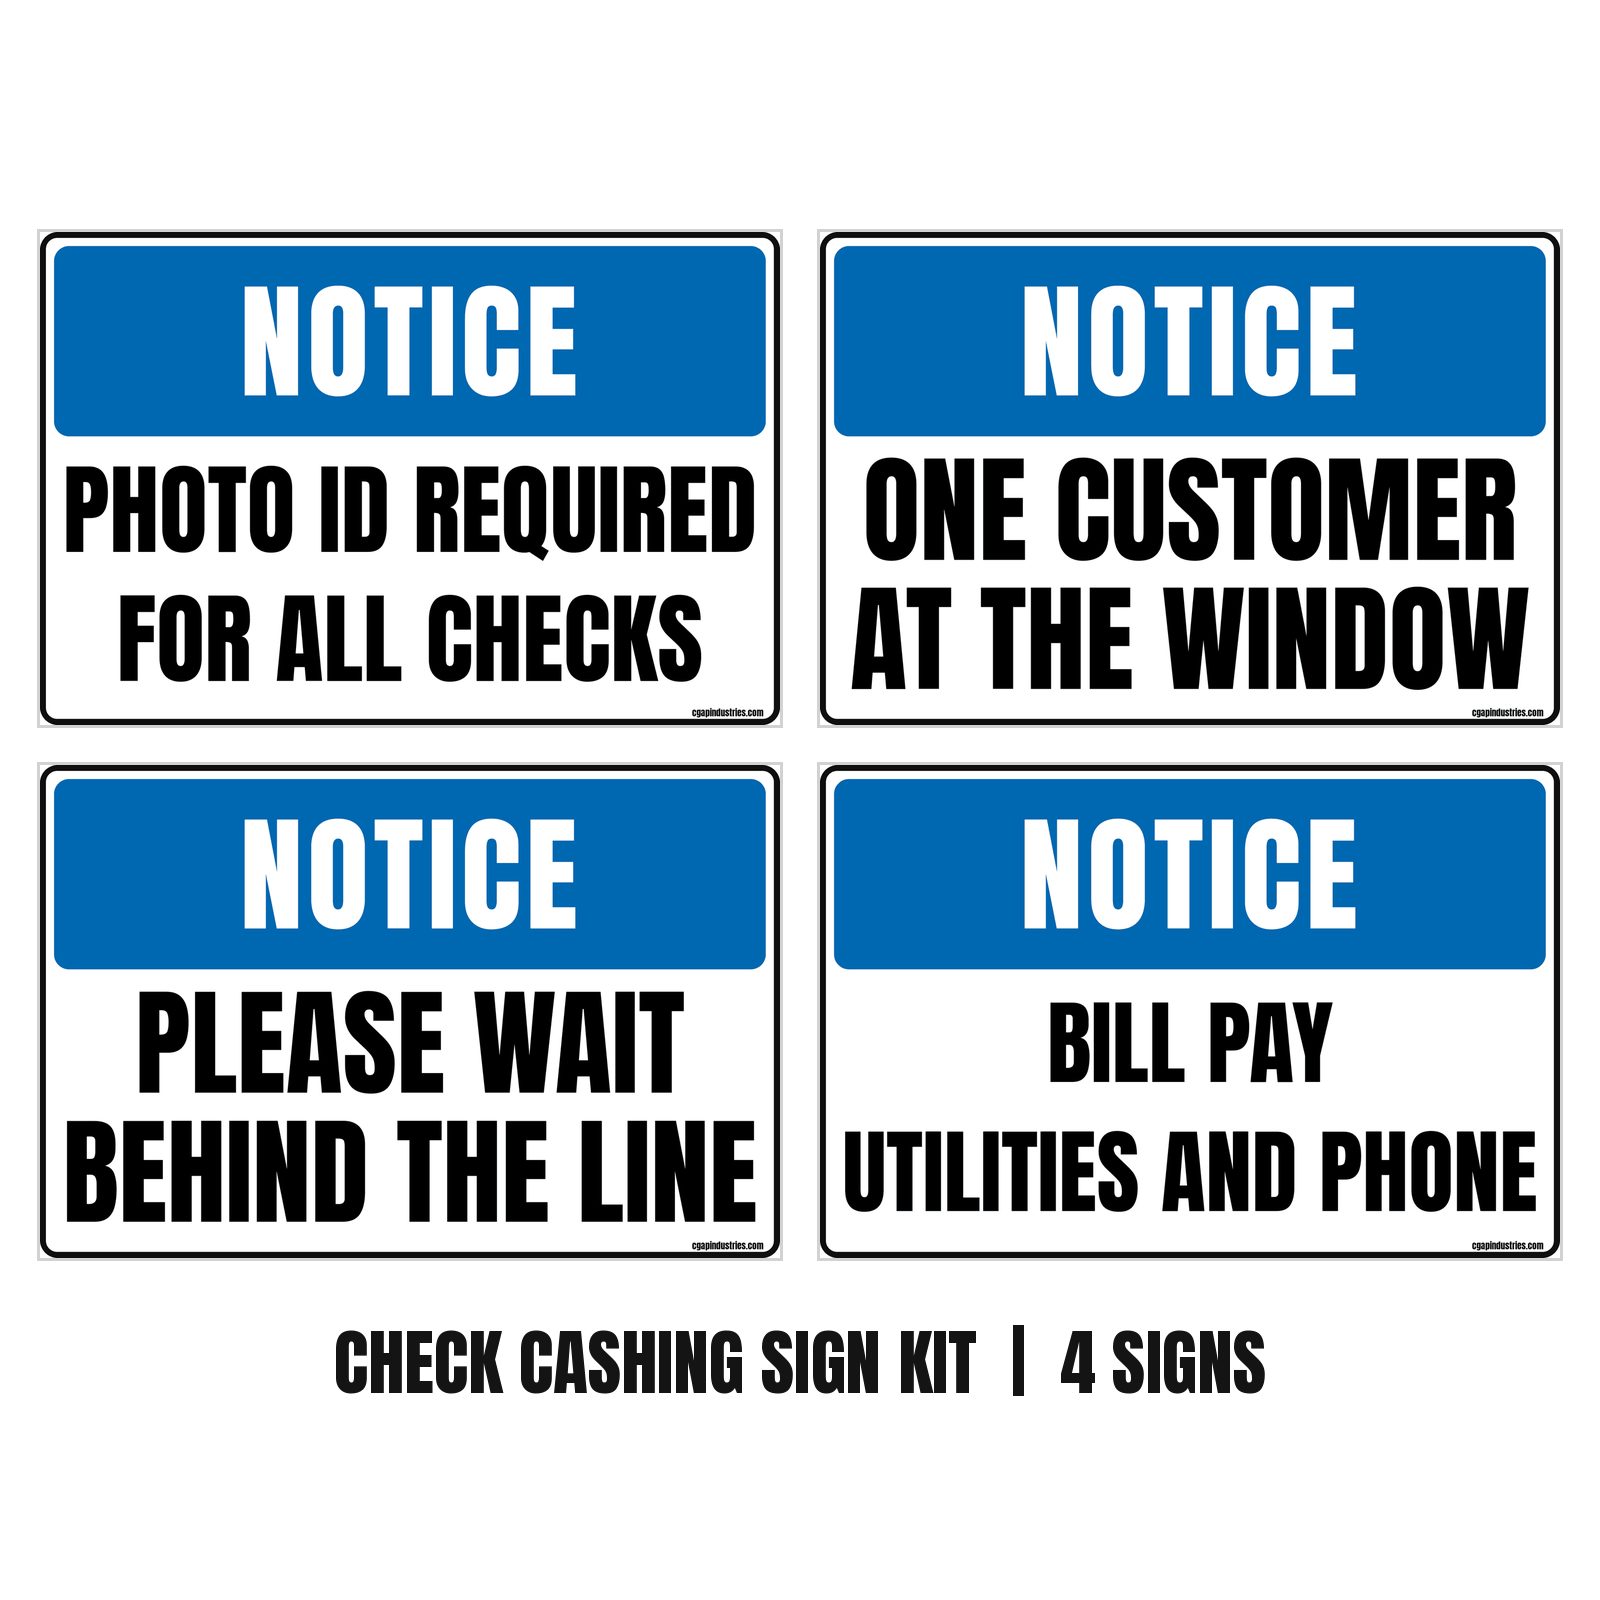 NOTICE
PHOTO ID REQUIRED
FOR ALL CHECKS
cgapindustries.com
NOTICE
ONE CUSTOMER
AT THE WINDOW
cgapindustries.com
NOTICE
PLEASE WAIT
BEHIND THE LINE
cgapindustries.com
NOTICE
BILL PAY
UTILITIES AND PHONE
cgapindustries.com
CHECK CASHING SIGN KIT | 4 SIGNS